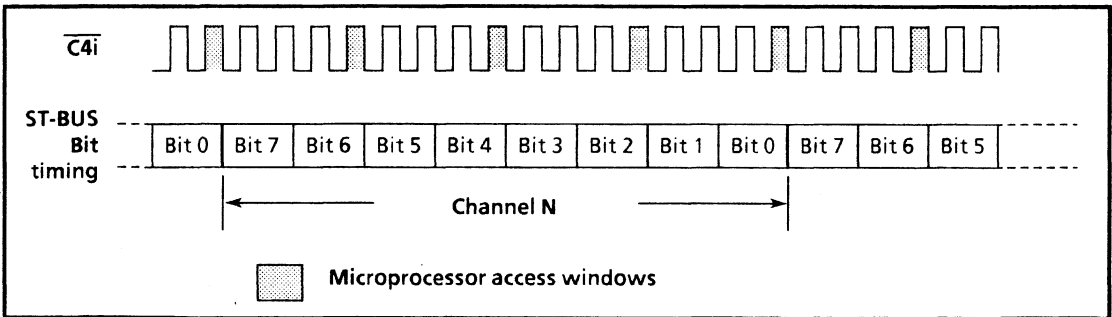 C4i
ST-BUS
Bit
timing
Bit 0 Bit 7 Bit 6 Bit 5 Bit 4 Bit 3 Bit 2 Bit 1 Bit 0 Bit 7 Bit 6 Bit 5
Channel N
Microprocessor access windows